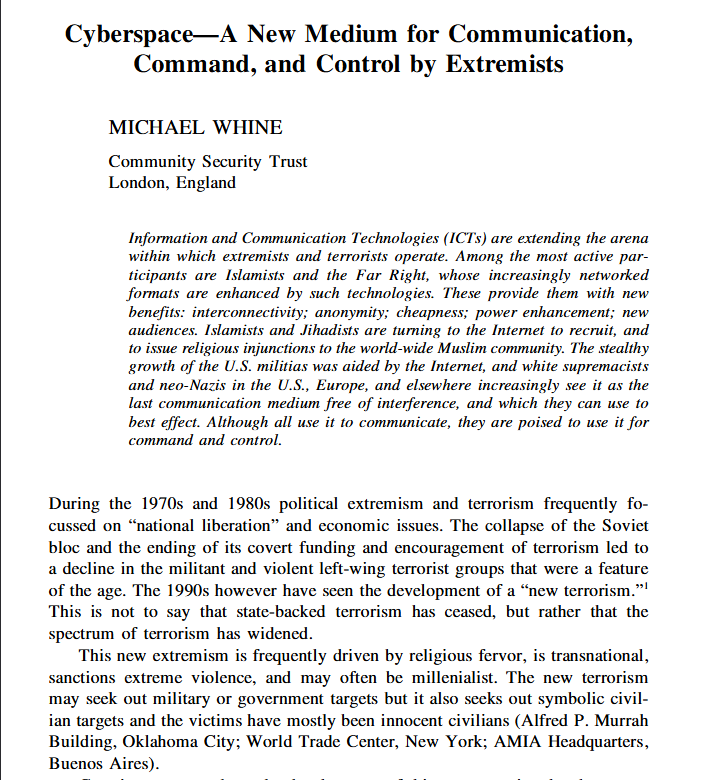 Cyberspace—A New Medium for Communication,
Command, and Control by Extremists
MICHAEL WHINE
Community Security Trust
London, England
Information and Communication Technologies (ICTs) are extending the arena
within which extremists and terrorists operate. Among the most active par-
ticipants are Islamists and the Far Right, whose increasingly networked
formats are enhanced by such technologies. These provide them with new
benefits: interconnectivity; anonymity; cheapness; power enhancement; new
audiences. Islamists and Jihadists are turning to the Internet to recruit, and
to issue religious injunctions to the world-wide Muslim community. The stealthy
growth of the U.S. militias was aided by the Internet, and white supremacists
and neo-Nazis in the U.S., Europe, and elsewhere increasingly see it as the
last communication medium free of interference, and which they can use to
best effect. Although all use it to communicate, they are poised to use it for
command and control.
During the 1970s and 1980s political extremism and terrorism frequently fo-
cussed on “national liberation” and economic issues. The collapse of the Soviet
bloc and the ending of its covert funding and encouragement of terrorism led to
a decline in the militant and violent left-wing terrorist groups that were a feature
of the age. The 1990s however have seen the development of a “new terrorism.”¹
This is not to say that state-backed terrorism has ceased, but rather that the
spectrum of terrorism has widened.
This new extremism is frequently driven by religious fervor, is transnational,
sanctions extreme violence, and may often be millenialist. The new terrorism
may seek out military or government targets but it also seeks out symbolic civil-
ian targets and the victims have mostly been innocent civilians (Alfred P. Murrah
Building, Oklahoma City; World Trade Center, New York; AMIA Headquarters,
Buenos Aires).